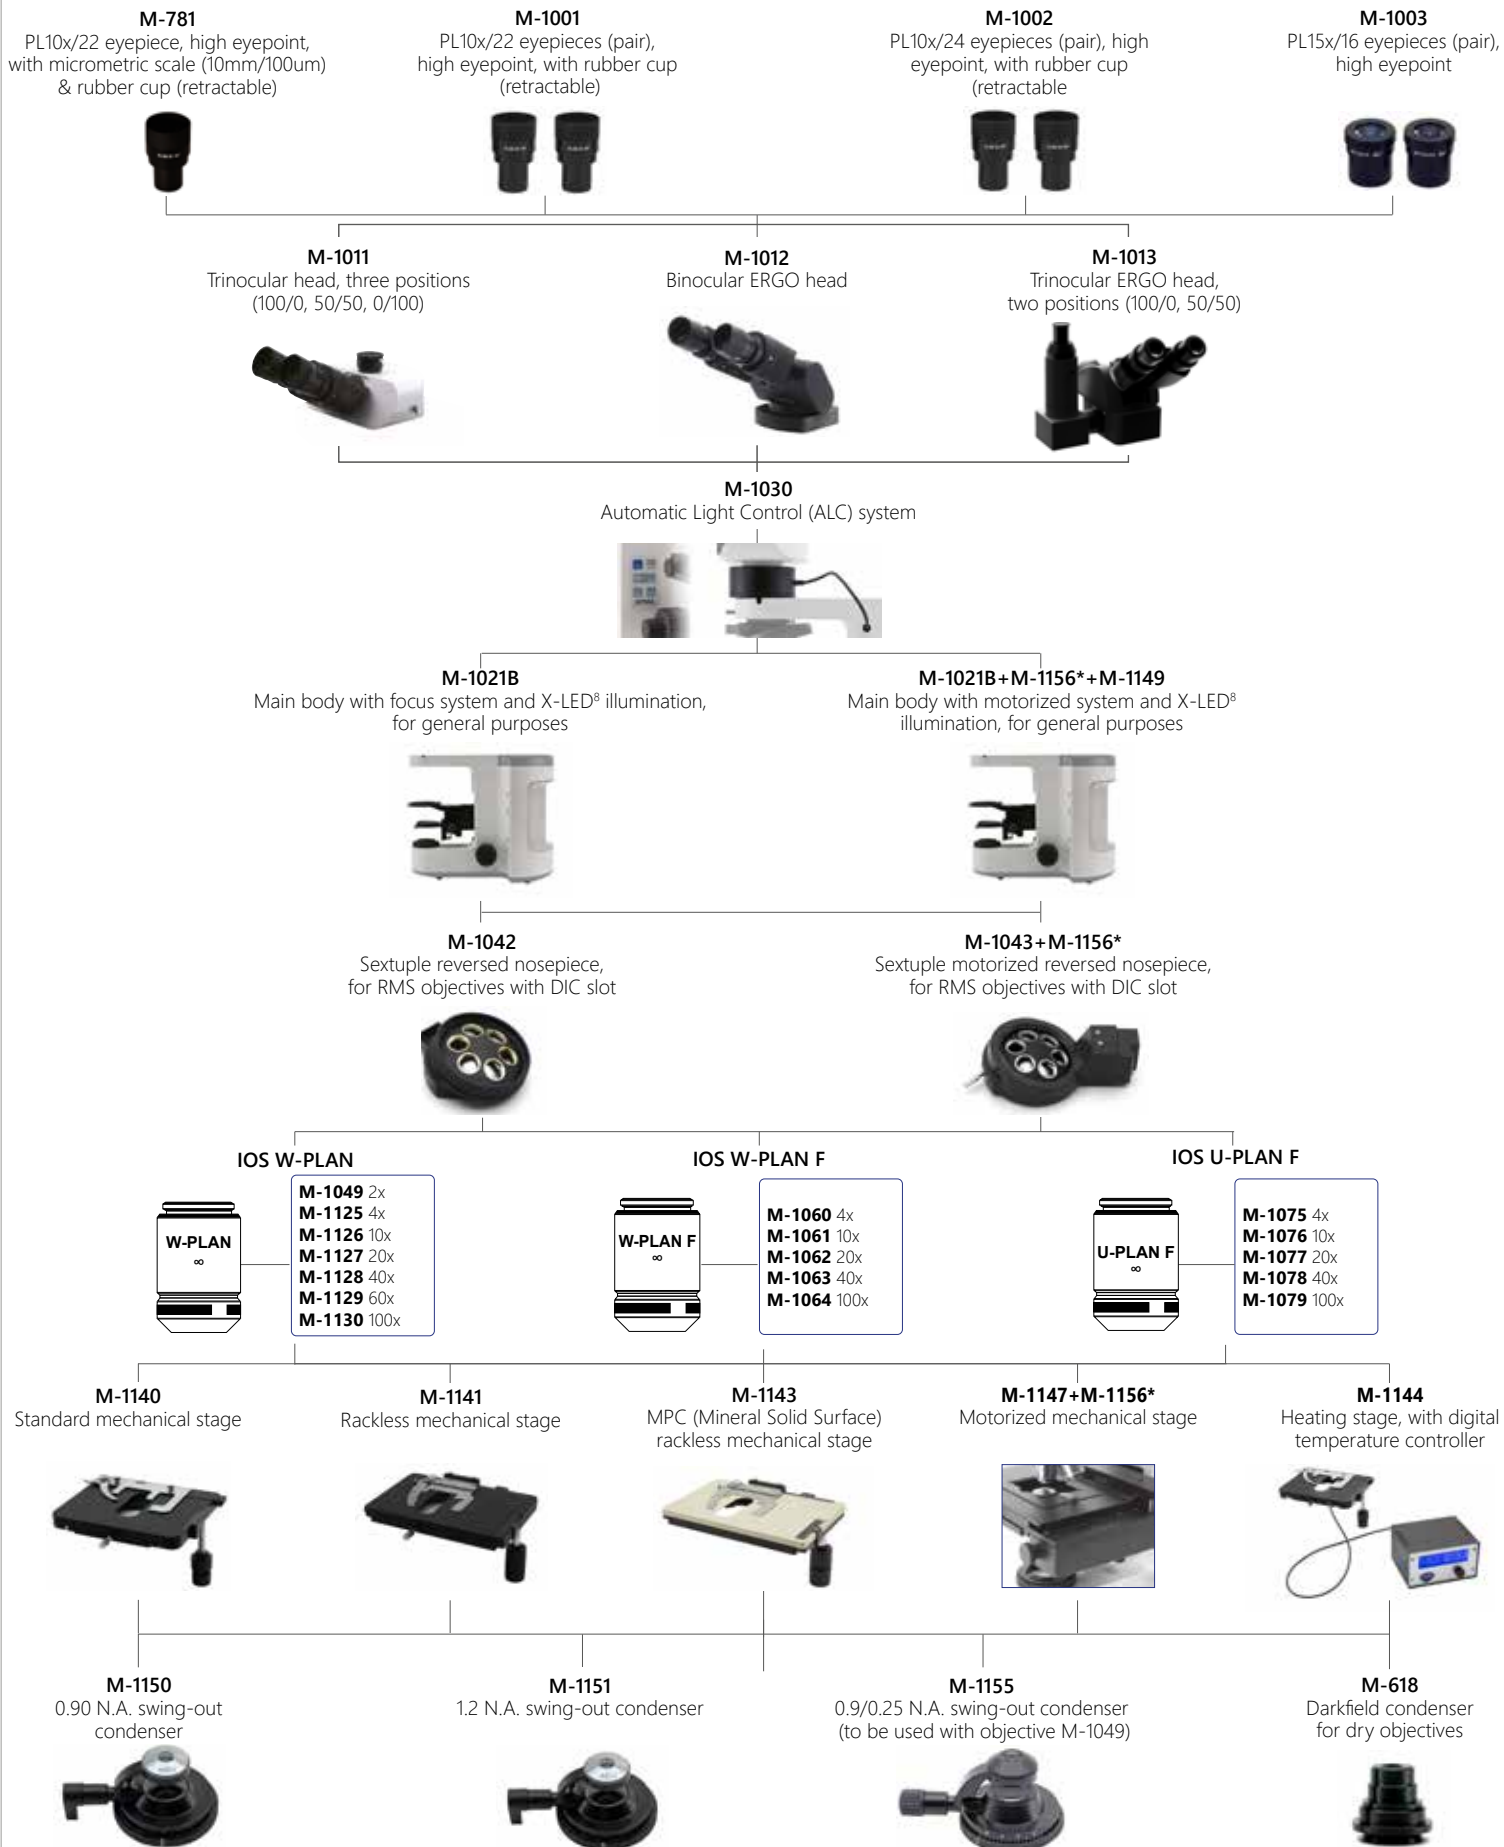 M-781
PL10x/22 eyepiece, high eyepoint,
with micrometric scale (10mm/100um)
& rubber cup (retractable)
M-1001
PL10x/22 eyepieces (pair),
high eyepoint, with rubber cup
(retractable)
M-1002
PL10x/24 eyepieces (pair), high
eyepoint, with rubber cup
(retractable
M-1003
PL15x/16 eyepieces (pair),
high eyepoint
M-1011
Trinocular head, three positions
(100/0, 50/50, 0/100)
M-1012
Binocular ERGO head
M-1013
Trinocular ERGO head,
two positions (100/0, 50/50)
M-1030
Automatic Light Control (ALC) system
M-1021B
Main body with focus system and X-LED⁸ illumination,
for general purposes
M-1021B+M-1156*+M-1149
Main body with motorized system and X-LED⁸
illumination, for general purposes
M-1042
Sextuple reversed nosepiece,
for RMS objectives with DIC slot
M-1043+M-1156*
Sextuple motorized reversed nosepiece,
for RMS objectives with DIC slot
IOS W-PLAN
W-PLAN
∞
M-1049 2x
M-1125 4x
M-1126 10x
M-1127 20x
M-1128 40x
M-1129 60x
M-1130 100x
IOS W-PLAN F
W-PLAN F
∞
M-1060 4x
M-1061 10x
M-1062 20x
M-1063 40x
M-1064 100x
IOS U-PLAN F
U-PLAN F
∞
M-1075 4x
M-1076 10x
M-1077 20x
M-1078 40x
M-1079 100x
M-1140
Standard mechanical stage
M-1141
Rackless mechanical stage
M-1143
MPC (Mineral Solid Surface)
rackless mechanical stage
M-1147+M-1156*
Motorized mechanical stage
M-1144
Heating stage, with digital
temperature controller
M-1150
0.90 N.A. swing-out
condenser
M-1151
1.2 N.A. swing-out condenser
M-1155
0.9/0.25 N.A. swing-out condenser
(to be used with objective M-1049)
M-618
Darkfield condenser
for dry objectives